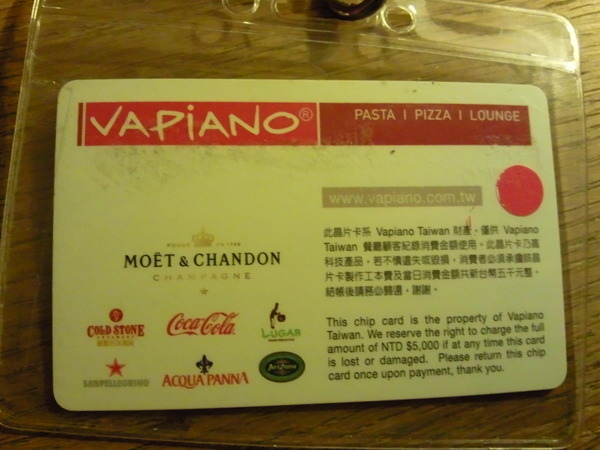 VAPiANO®
PASTA | PIZZA | LOUNGE
www.vapiano.com.tw
此晶片卡系 Vapiano Taiwan 財產，僅供 Vapiano
Taiwan 餐廳顧客紀錄消費金額使用。此晶片卡乃高
科技產品，若不慎遺失或毀損，消費者必須承擔該晶
片卡製作工本費及當日消費金額共新台幣五千元整。
結帳後請務必歸還，謝謝。
This chip card is the property of Vapiano
Taiwan. We reserve the right to charge the full
amount of NTD $5,000 if at any time this card
is lost or damaged. Please return this chip
card once upon payment, thank you.
MOËT & CHANDON
CHAMPAGNE
COLD STONE
CREAMERY
Coca-Cola
LUGAR
SANPELLEGRINO
ACQUA PANNA
AriZona